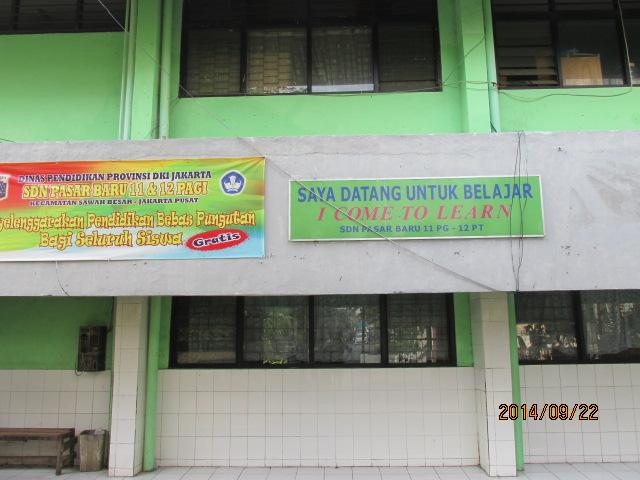 DINAS PENDIDIKAN PROVINSI DKI JAKARTA
SDN PASAR BARU 11 & 12 PAGI
KECAMATAN SAWAH BESAR - JAKARTA PUSAT
Pendidikan Bebas Pungutan
Bagi Seluruh Siswa
Gratis
SAYA DATANG UNTUK BELAJAR
I COME TO LEARN
SDN PASAR BARU 11 PG - 12 PT
2014/09/22